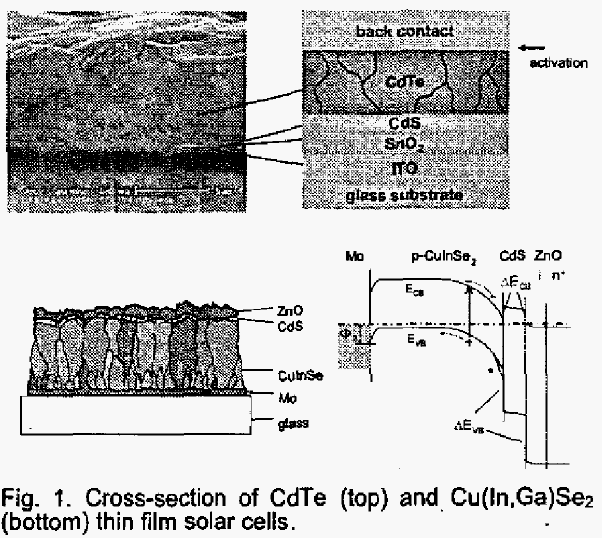 back contact
activation
CdTe
CdS
SnO2
ITO
glass substrate
Mo p-CuInSe2 CdS ZnO
i n+
ΔECB
ECB
EVB
ΔEVB
ZnO
CdS
CuInSe
Mo
glass
Fig. 1. Cross-section of CdTe (top) and Cu(In,Ga)Se2
(bottom) thin film solar cells.